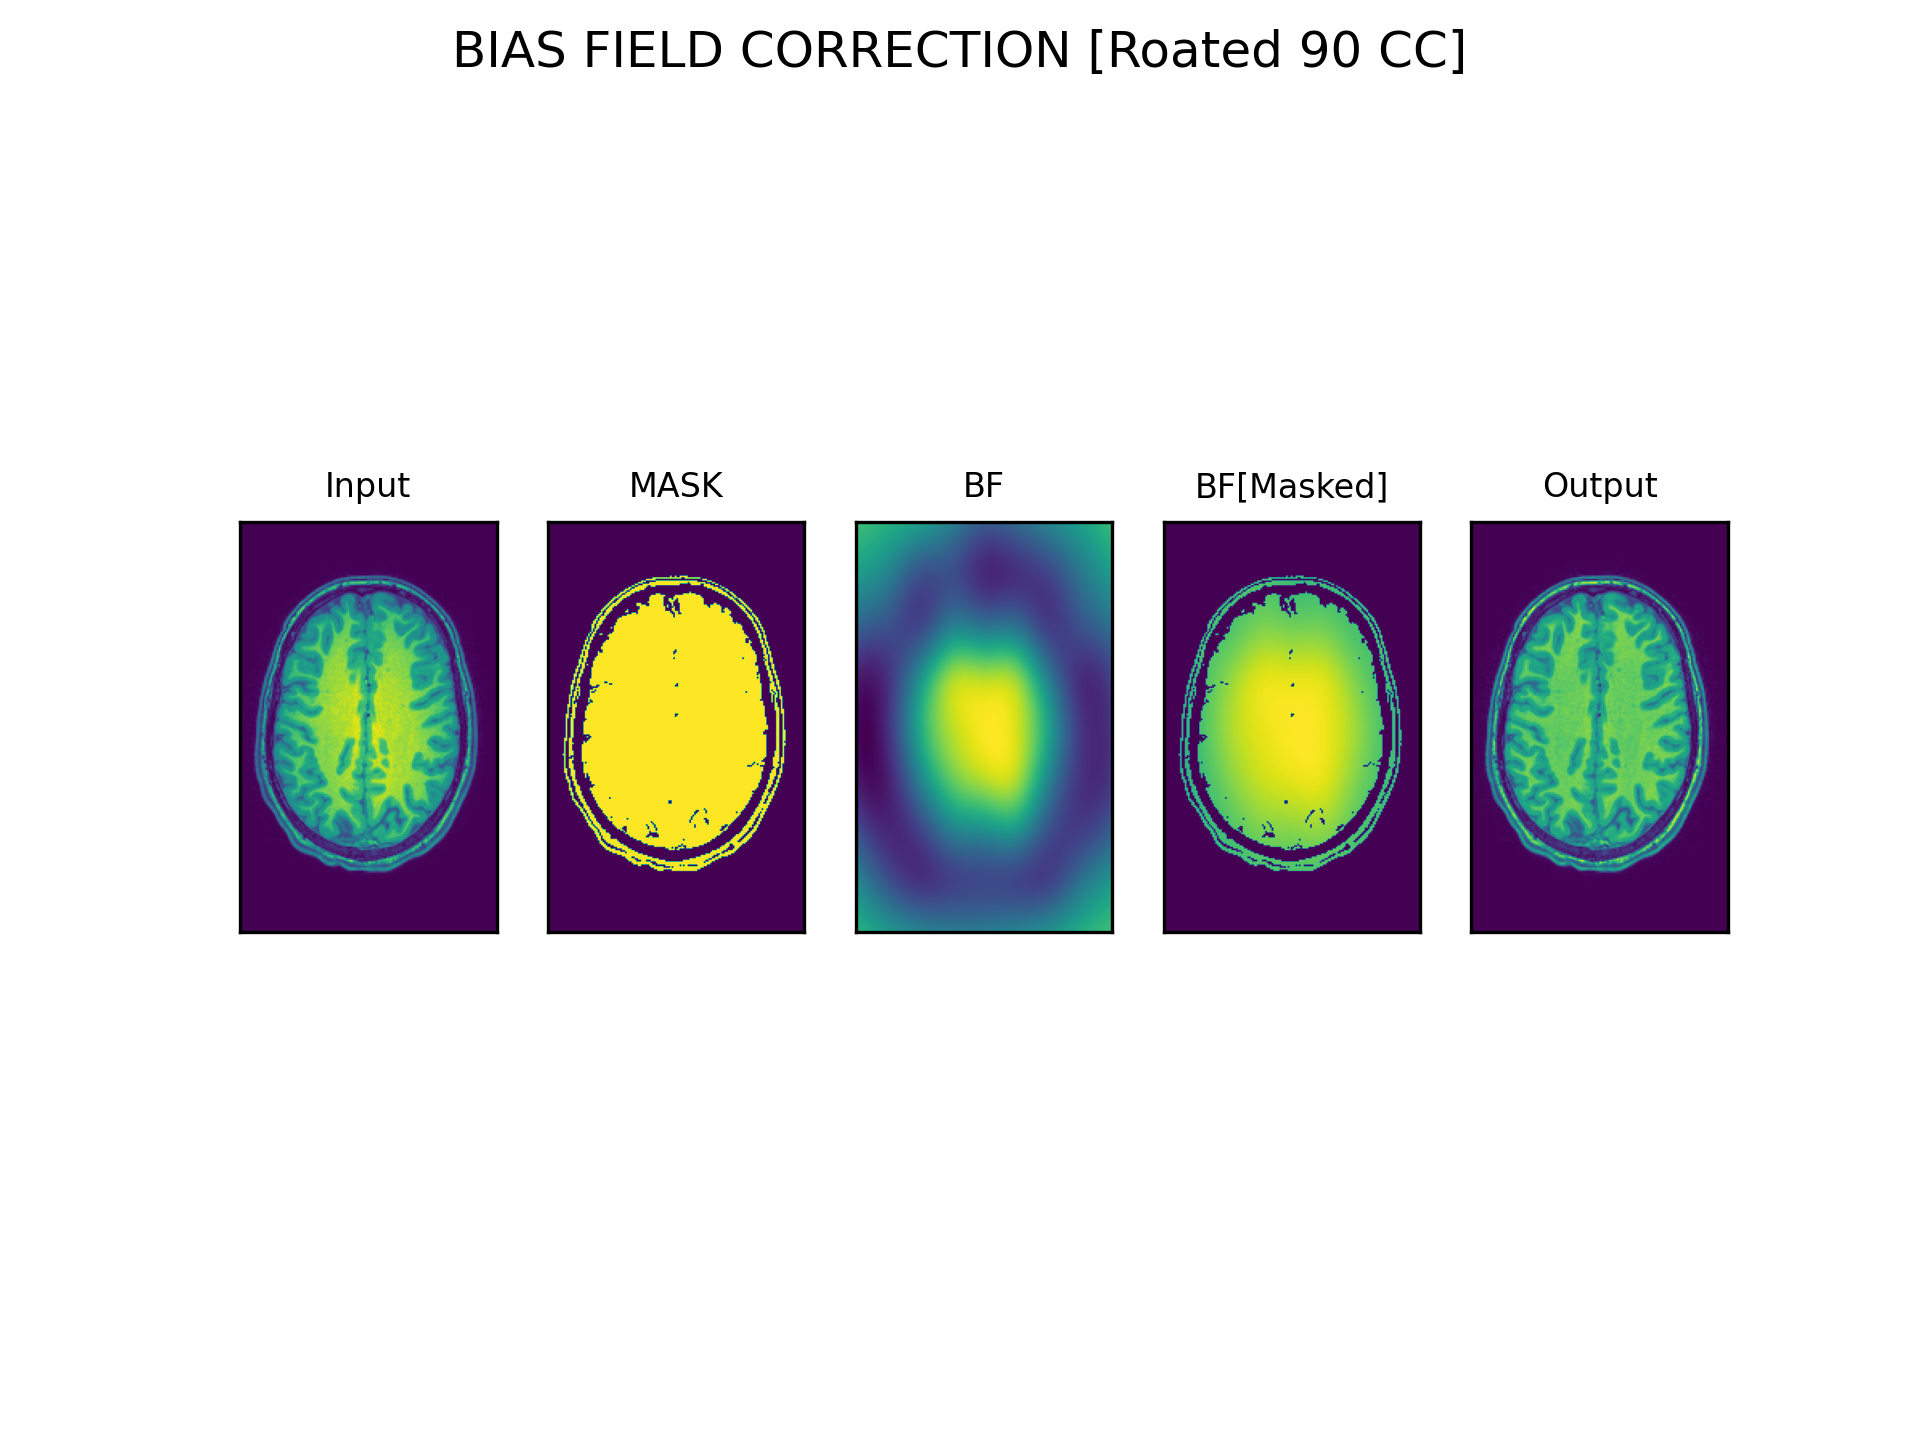 BIAS FIELD CORRECTION [Roated 90 CC]
Input
MASK
BF
BF[Masked]
Output